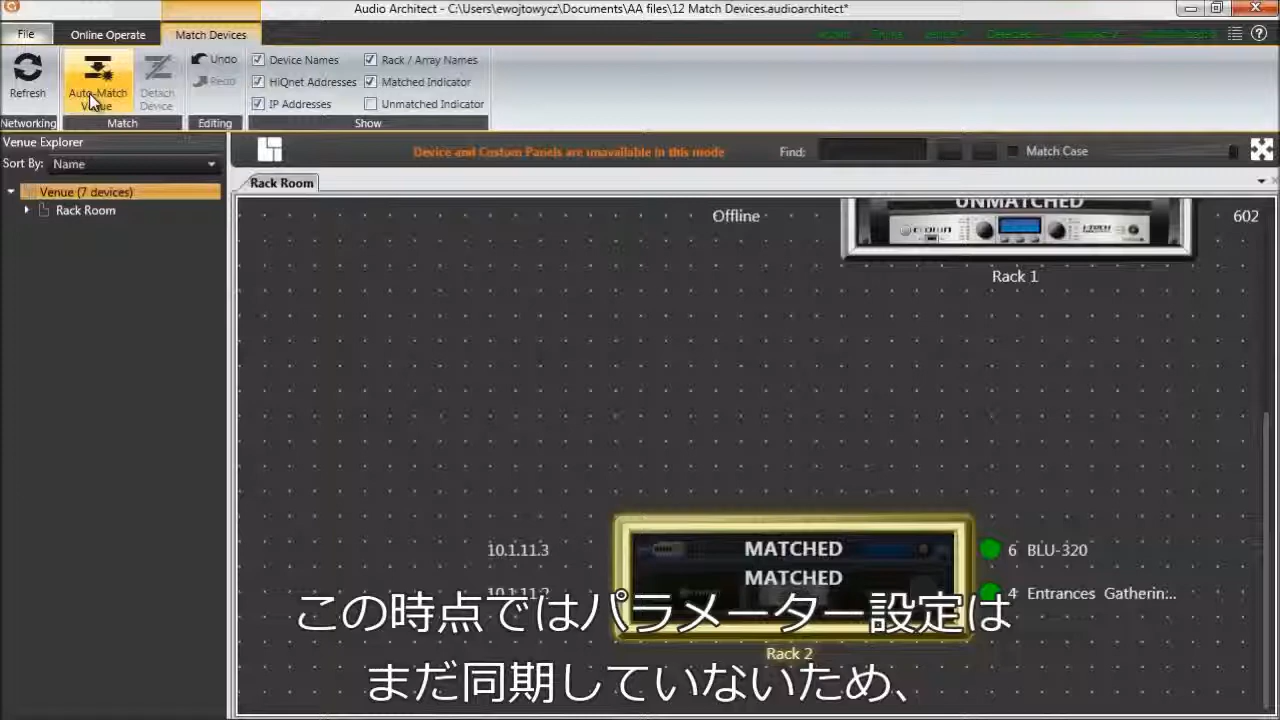 Audio Architect - C:\Users\ewojtowycz\Documents\AA files\12 Match Devices.audioarchitect*
File
Online Operate
Match Devices
Refresh
Auto-Match
Venue
Detach
Device
Undo
Redo
Device Names
HiQnet Addresses
IP Addresses
Rack / Array Names
Matched Indicator
Unmatched Indicator
Networking
Match
Editing
Show
Venue Explorer
Sort By: Name
Venue (7 devices)
Rack Room
Device and Custom Panels are unavailable in this mode
Find:
Match Case
Rack Room
Offline
UNMATCHED
602
crown
I-TECH
Rack 1
10.1.11.3
MATCHED
6 BLU-320
MATCHED
4 Entrances Gatherin...
Rack 2
この時点ではパラメーター設定は
まだ同期していないため、